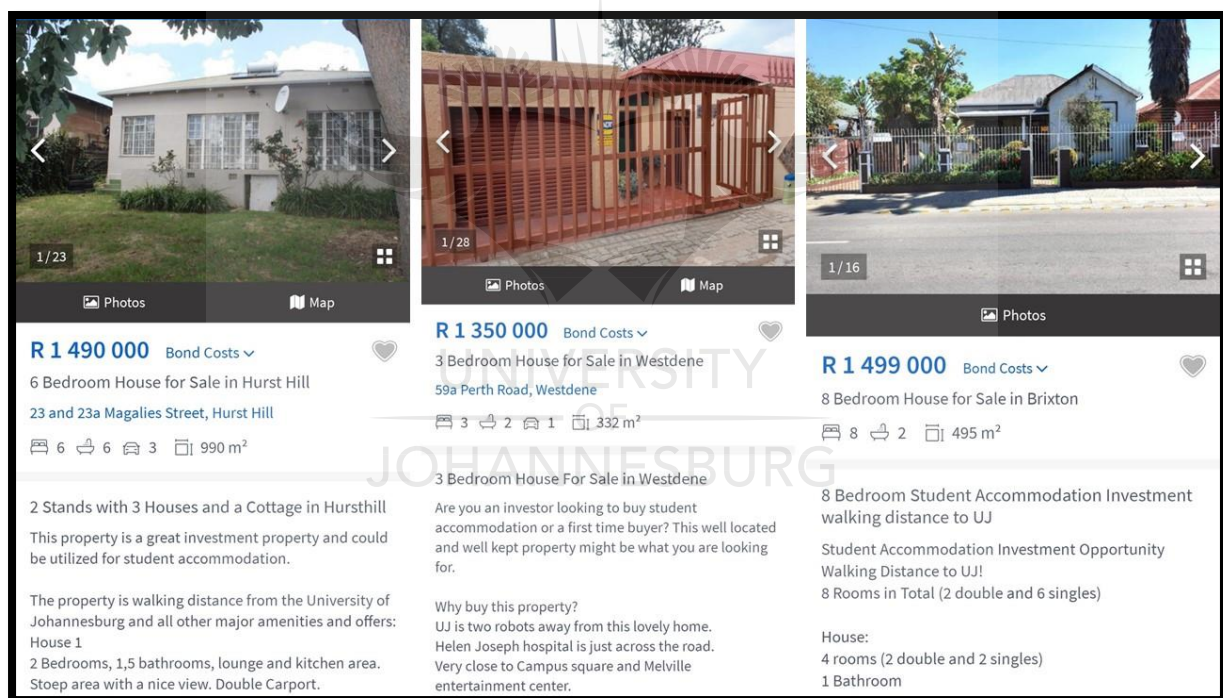 1/23
Photos
Map
R 1 490 000 Bond Costs
6 Bedroom House for Sale in Hurst Hill
23 and 23a Magalies Street, Hurst Hill
6 6 3 990 m²
2 Stands with 3 Houses and a Cottage in Hursthill
This property is a great investment property and could
be utilized for student accommodation.
The property is walking distance from the University of
Johannesburg and all other major amenities and offers:
House 1
2 Bedrooms, 1,5 bathrooms, lounge and kitchen area.
Stoep area with a nice view. Double Carport.
1/28
Photos
Map
R 1 350 000 Bond Costs
3 Bedroom House for Sale in Westdene
59a Perth Road, Westdene
3 2 1 332 m²
3 Bedroom House For Sale in Westdene
Are you an investor looking to buy student
accommodation or a first time buyer? This well located
and well kept property might be what you are looking
for.
Why buy this property?
UJ is two robots away from this lovely home.
Helen Joseph hospital is just across the road.
Very close to Campus square and Melville
entertainment center.
1/16
Photos
R 1 499 000 Bond Costs
8 Bedroom House for Sale in Brixton
8 2 495 m²
8 Bedroom Student Accommodation Investment
walking distance to UJ
Student Accommodation Investment Opportunity
Walking Distance to UJ!
8 Rooms in Total (2 double and 6 singles)
House:
4 rooms (2 double and 2 singles)
1 Bathroom
UNIVERSITY
OF
JOHANNESBURG